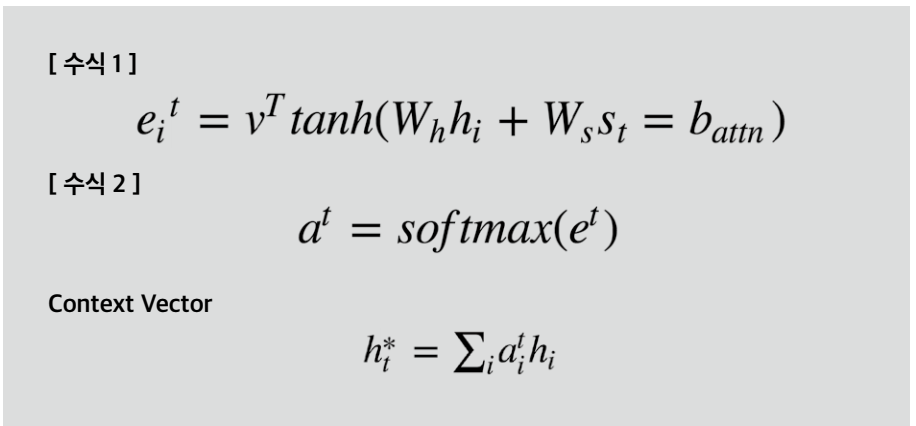 [ 수식 1 ]
e_i^t = v^T tanh(W_h h_i + W_s s_t = b_attn)
[ 수식 2 ]
a^t = softmax(e^t)
Context Vector
h_t^* = ∑_i a_i^t h_i